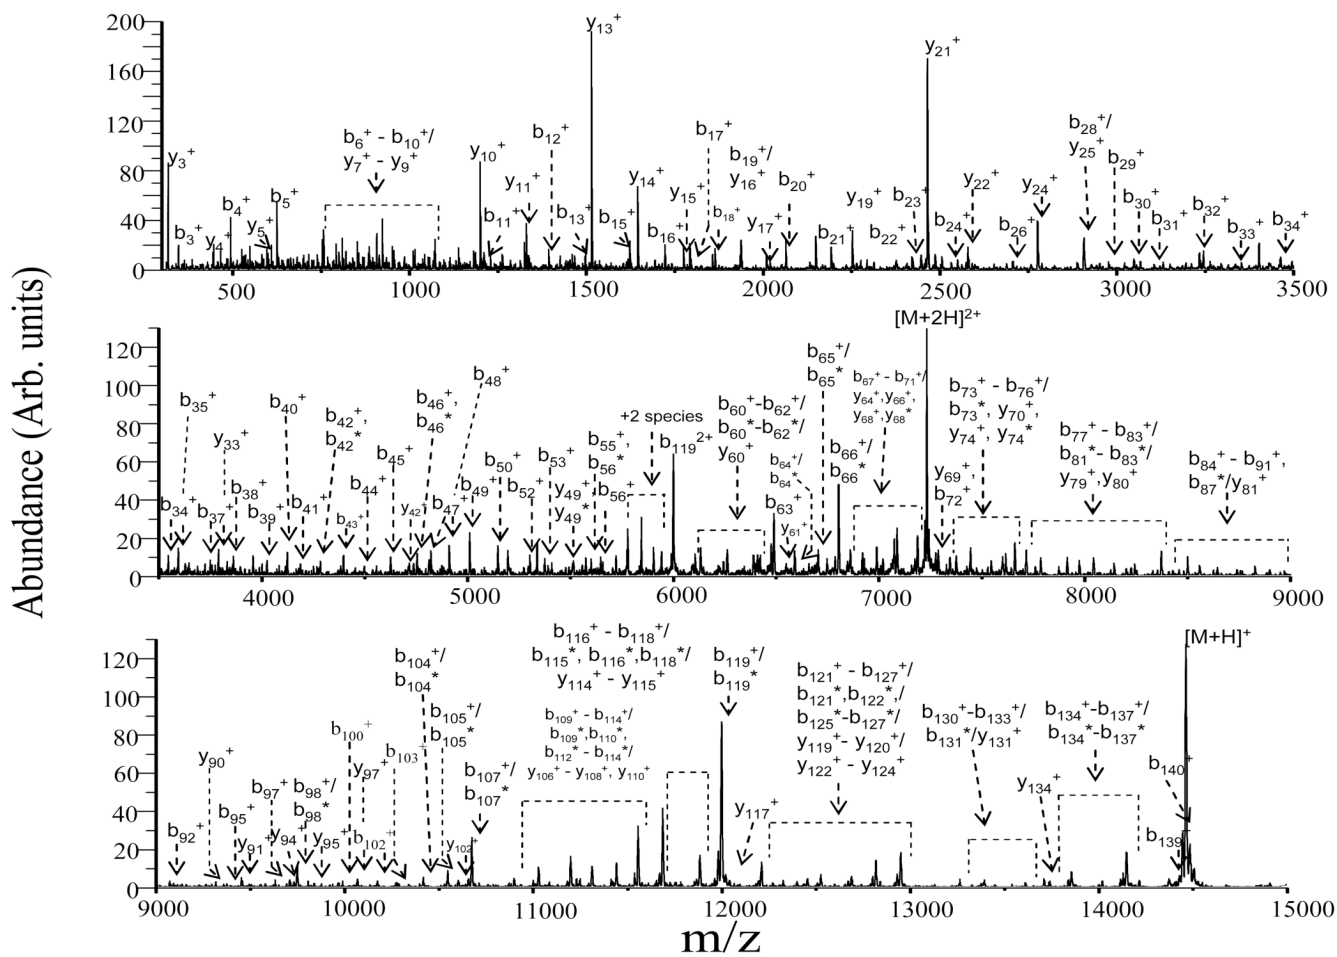 Abundance (Arb. units)
200
160
120
80
40
0
y3+
b3+
y4+
b4+
y5+
b5+
b6+ - b10+/
y7+ - y9+
y10+
b11+
y11+
b12+
b13+
y13+
b15+
y14+
b16+
y15+
b17+
b18+
b19+/
y16+
y17+
b20+
b21+
y19+
b22+
b23+
y21+
b24+
y22+
b26+
y24+
b28+/
y25+
b29+
b30+
b31+
b32+
b33+
b34+
500 1000 1500 2000 2500 3000 3500
120
100
80
60
40
20
0
b34+
b35+
b37+
y33+
b38+
b39+
b40+
b41+
b42+,
b42*
b43+
b44+
b45+
y42+
b46+,
b46*
b47+
b48+
b49+
b50+
b52+
b53+
y49+,
y49*
b55+,
b56*
b56+
+2 species
b119 2+
b60+-b62+/
b60*-b62*/
y60+
b63+
b64+/
b64*
y61+
b65+/
b65*
b66+/
b66*
b67+- b71+/
y64+,y66+,
y68+,y68*
[M+2H]2+
y69+,
b72+
b73+ - b76+/
b73*, y70+,
y74+, y74*
b77+ - b83+/
b81*- b83*/
y79+,y80+
b84+ - b91+,
b87*/y81+
4000 5000 6000 7000 8000 9000
120
100
80
60
40
20
0
b92+
y90+
b95+
y91+
b97+
y94+
b98+/
b98*
y95+
b100+
y97+
b102+
b103+
b104+/
b104*
b105+/
b105*
y102+
b107+/
b107*
b116+ - b118+/
b115*, b116*,b118*/
y114+ - y115+
b109+ - b114+/
b109*,b110*,
b112* - b114*/
y106+ - y108+, y110+
b119+/
b119*
y117+
b121+ - b127+/
b121*,b122*,/
b125*-b127*/
y119+- y120+/
y122+ - y124+
b130+-b133+/
b131*/y131+
y134+
b134+-b137+/
b134*-b137*
b139
b140+
[M+H]+
9000 10000 11000 12000 13000 14000 15000
m/z